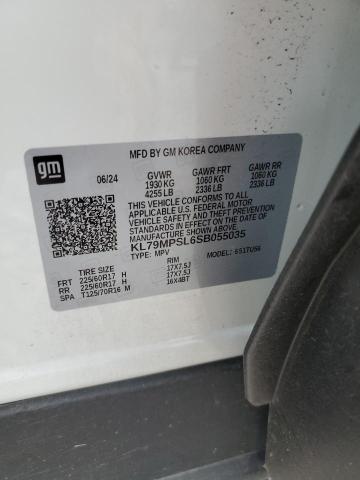 MFD BY GM KOREA COMPANY
gm
06/24 GVWR GAWR FRT GAWR RR
1930 KG 1060 KG 1060 KG
4255 LB 2336 LB 2336 LB
THIS VEHICLE CONFORMS TO ALL
APPLICABLE U.S. FEDERAL MOTOR
VEHICLE SAFETY AND THEFT PREVENTION
STANDARDS IN EFFECT ON THE DATE OF
MANUFACTURE SHOWN ABOVE.
KL79MPSL6SB055035
TYPE: MPV MODEL:
TIRE SIZE RIM
FRT 225/60R17 H 17X7.5J
RR 225/60R17 H 17X7.5J
SPA T125/70R16 M 16X4BT